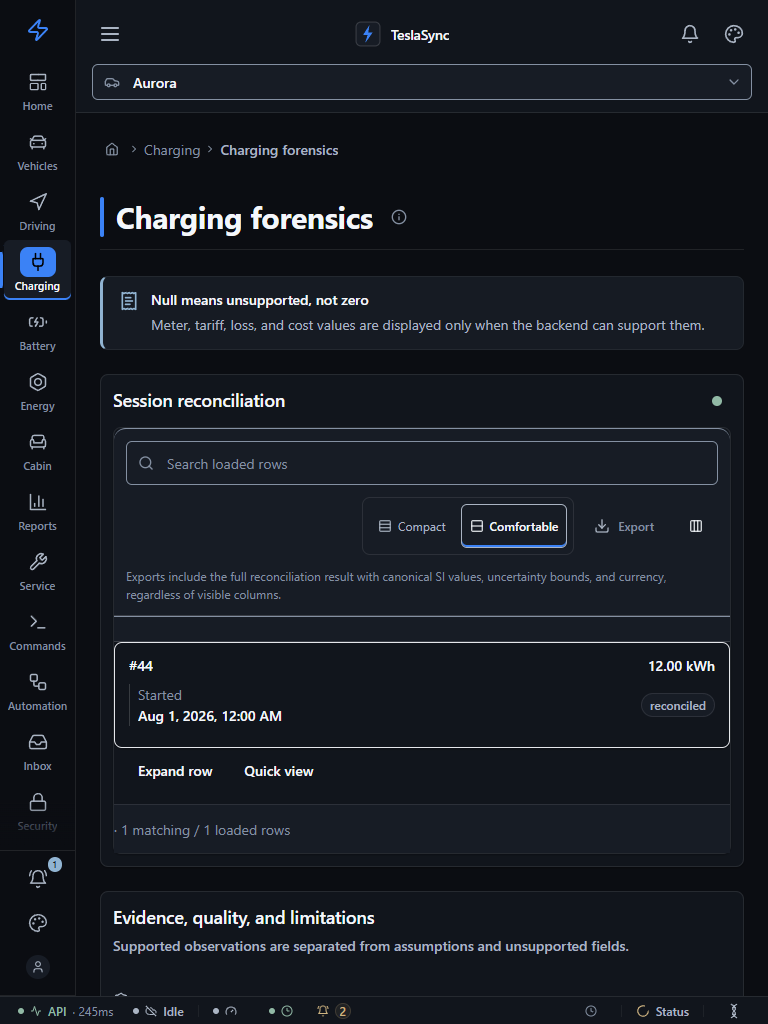 TeslaSync
Aurora
Home
Vehicles
Driving
Charging
Battery
Energy
Cabin
Reports
Service
Commands
Automation
Inbox
Security
1
Charging
Charging forensics
Charging forensics
Null means unsupported, not zero
Meter, tariff, loss, and cost values are displayed only when the backend can support them.
Session reconciliation
Search loaded rows
Compact
Comfortable
Export
Exports include the full reconciliation result with canonical SI values, uncertainty bounds, and currency,
regardless of visible columns.
#44
12.00 kWh
Started
Aug 1, 2026, 12:00 AM
reconciled
Expand row
Quick view
· 1 matching / 1 loaded rows
Evidence, quality, and limitations
Supported observations are separated from assumptions and unsupported fields.
API · 245ms
Idle
2
Status